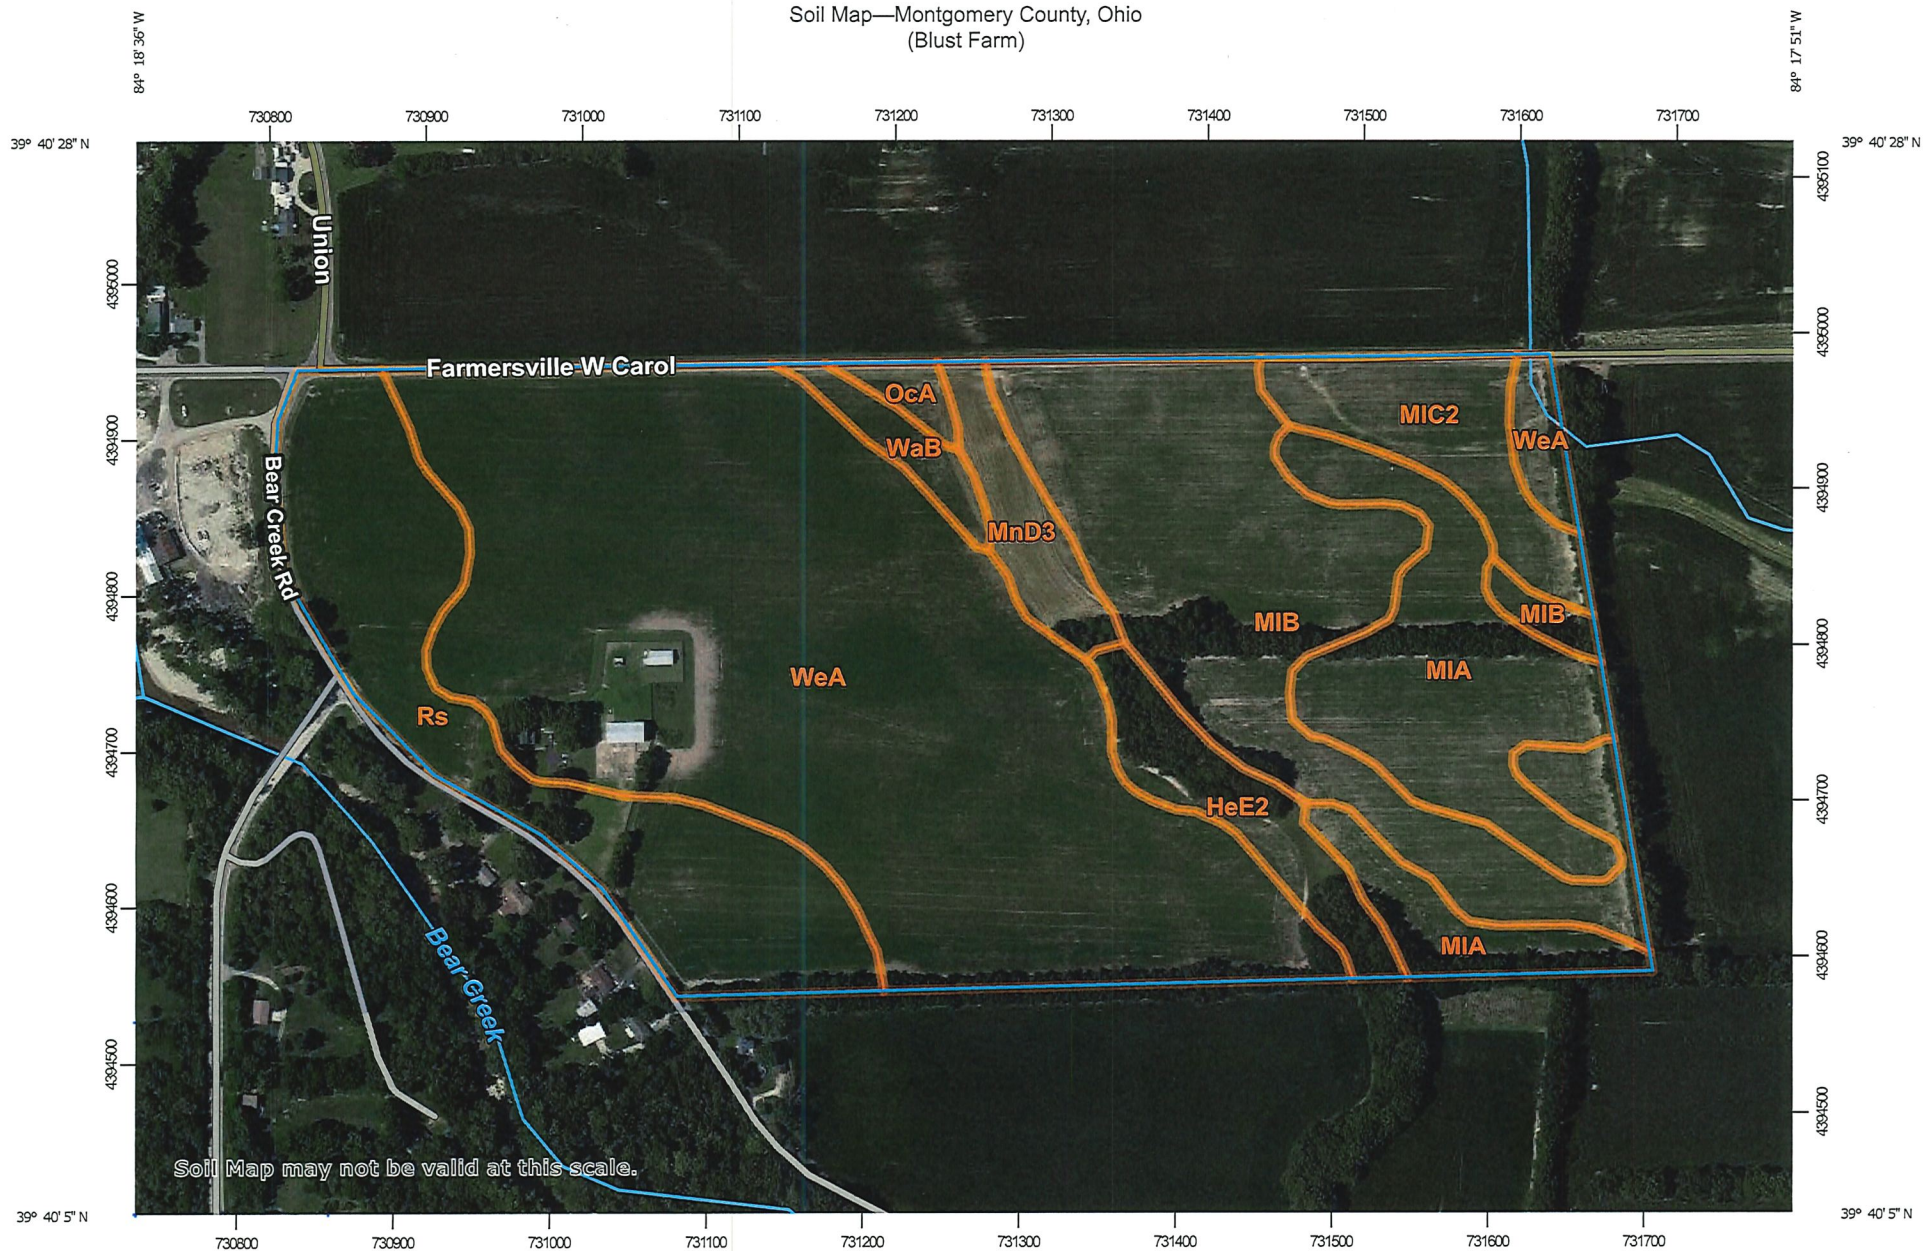 Soil Map—Montgomery County, Ohio
(Blust Farm)
84° 18' 36" W
84° 17' 51" W
730800
730900
731000
731100
731200
731300
731400
731500
731600
731700
39° 40' 28" N
39° 40' 28" N
4395100
Union
4395000
4395000
Farmersville W Carol
OcA
MIC2
WeA
WaB
4394900
4394900
Bear Creek Rd
MnD3
4394800
4394800
MIB
MIB
WeA
MIA
Rs
4394700
4394700
HeE2
4394600
4394600
MIA
Bear Creek
4394500
4394500
Soil Map may not be valid at this scale.
39° 40' 5" N
39° 40' 5" N
730800
730900
731000
731100
731200
731300
731400
731500
731600
731700